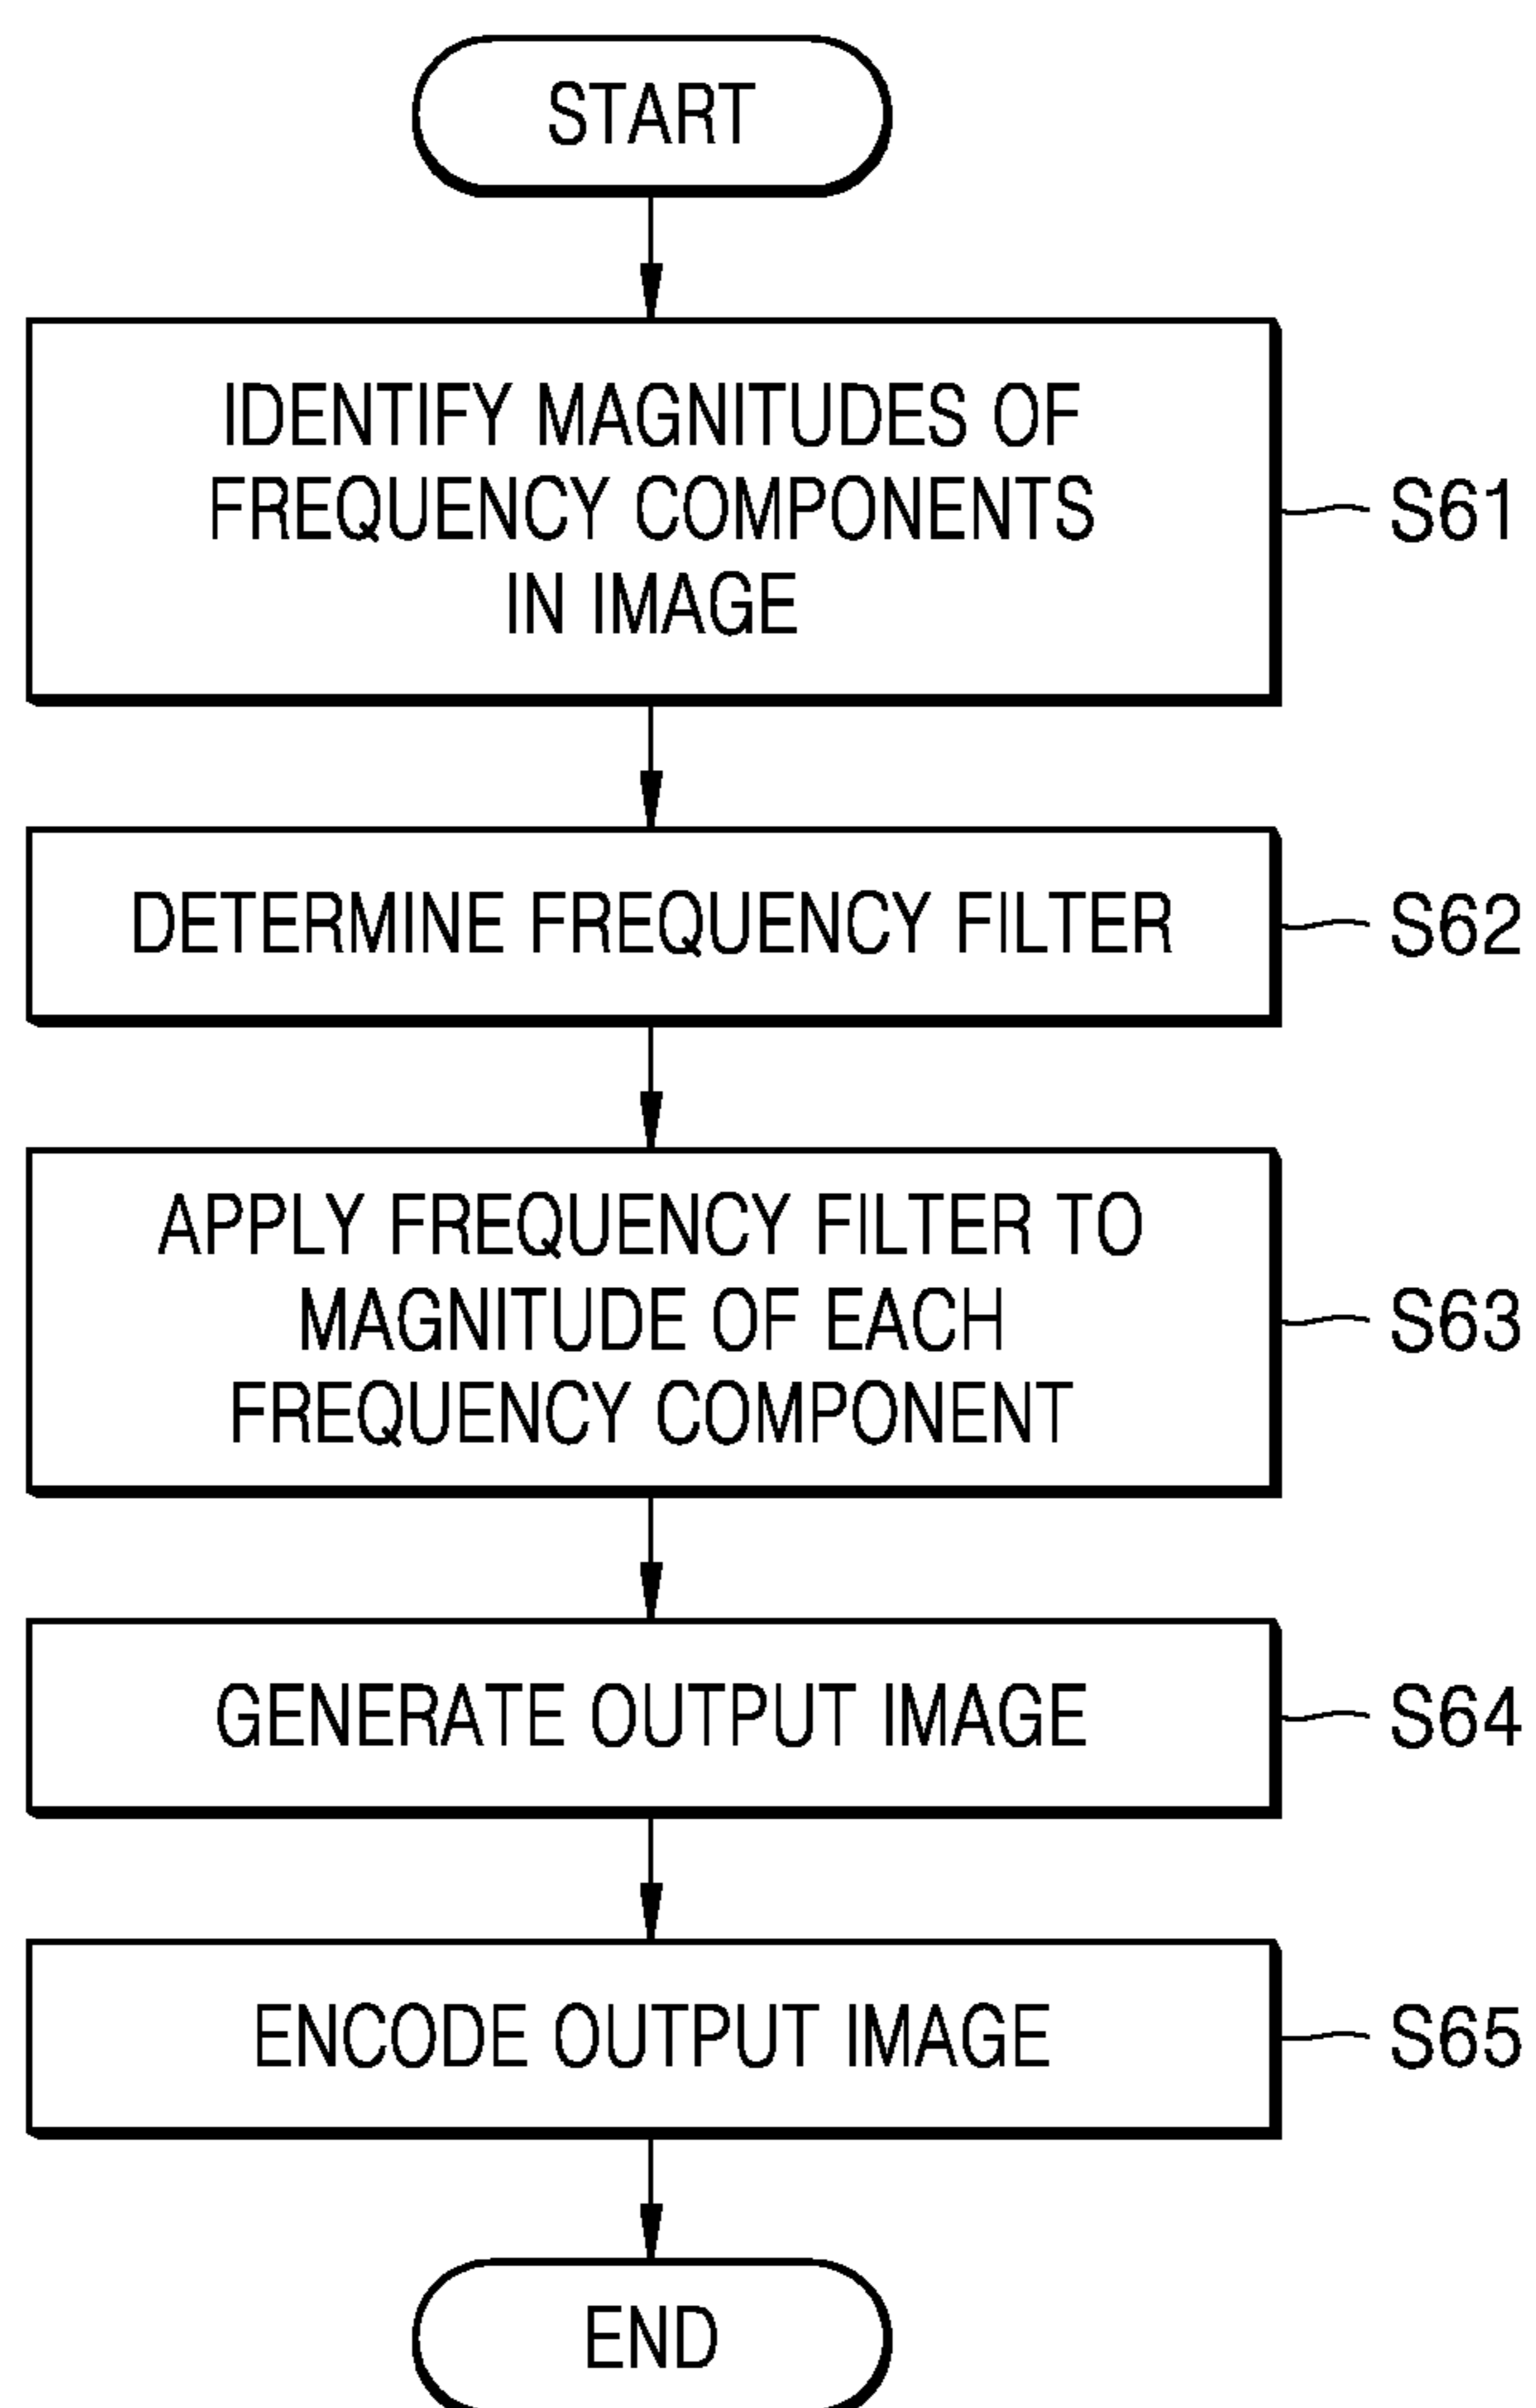 START
IDENTIFY MAGNITUDES OF
FREQUENCY COMPONENTS
IN IMAGE
S61
DETERMINE FREQUENCY FILTER
S62
APPLY FREQUENCY FILTER TO
MAGNITUDE OF EACH
FREQUENCY COMPONENT
S63
GENERATE OUTPUT IMAGE
S64
ENCODE OUTPUT IMAGE
S65
END